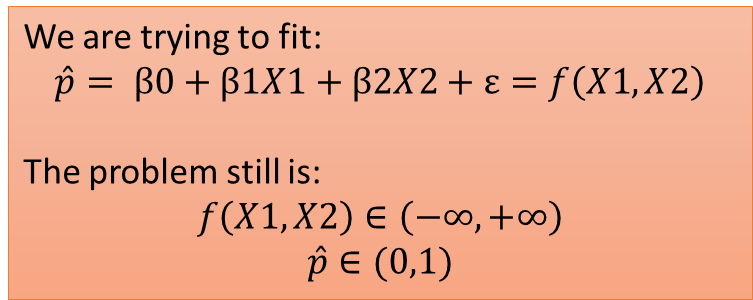 We are trying to fit:
p̂ = β0 + β1X1 + β2X2 + ε = f(X1,X2)
The problem still is:
f(X1,X2) ∈ (−∞,+∞)
p̂ ∈ (0,1)